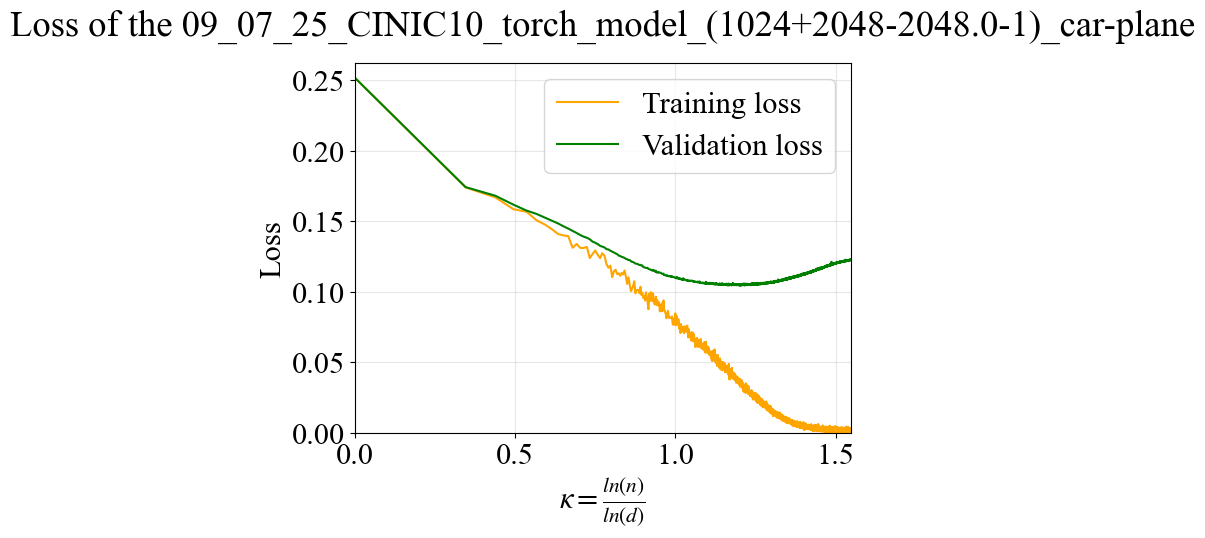 Loss of the 09_07_25_CINIC10_torch_model_(1024+2048-2048.0-1)_car-plane
0.25
0.20
0.15
0.10
0.05
0.00
Loss
Training loss
Validation loss
0.0 0.5 1.0 1.5
κ = ln(n)/ln(d)